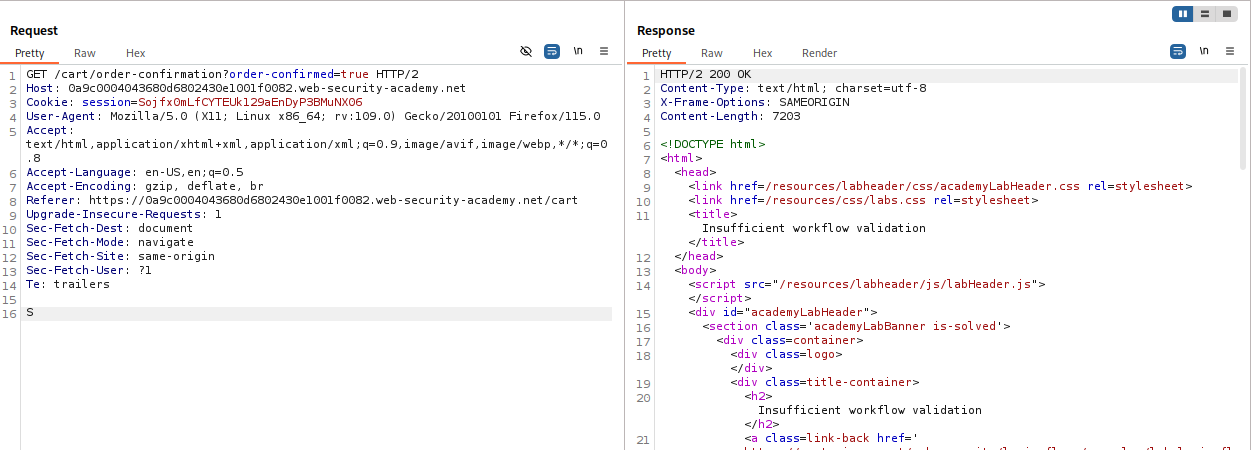 Request
Pretty Raw Hex
\n
1 GET /cart/order-confirmation?order-confirmed=true HTTP/2
2 Host: 0a9c0004043680d6802430e1001f0082.web-security-academy.net
3 Cookie: session=SojfxOmLfCYTEUkl29aEnDyP3BMuNX06
4 User-Agent: Mozilla/5.0 (X11; Linux x86_64; rv:109.0) Gecko/20100101 Firefox/115.0
5 Accept:
text/html,application/xhtml+xml,application/xml;q=0.9,image/avif,image/webp,*/*;q=0
.8
6 Accept-Language: en-US,en;q=0.5
7 Accept-Encoding: gzip, deflate, br
8 Referer: https://0a9c0004043680d6802430e1001f0082.web-security-academy.net/cart
9 Upgrade-Insecure-Requests: 1
10 Sec-Fetch-Dest: document
11 Sec-Fetch-Mode: navigate
12 Sec-Fetch-Site: same-origin
13 Sec-Fetch-User: ?1
14 Te: trailers
15
16 S
Response
Pretty Raw Hex Render
\n
1 HTTP/2 200 OK
2 Content-Type: text/html; charset=utf-8
3 X-Frame-Options: SAMEORIGIN
4 Content-Length: 7203
5
6 <!DOCTYPE html>
7 <html>
8 <head>
9 <link href=/resources/labheader/css/academyLabHeader.css rel=stylesheet>
10 <link href=/resources/css/labs.css rel=stylesheet>
11 <title>
Insufficient workflow validation
</title>
12 </head>
13 <body>
14 <script src="/resources/labheader/js/labHeader.js">
</script>
15 <div id="academyLabHeader">
16 <section class='academyLabBanner is-solved'>
17 <div class=container>
18 <div class=logo>
</div>
19 <div class=title-container>
20 <h2>
Insufficient workflow validation
</h2>
21 <a class=link-back href='